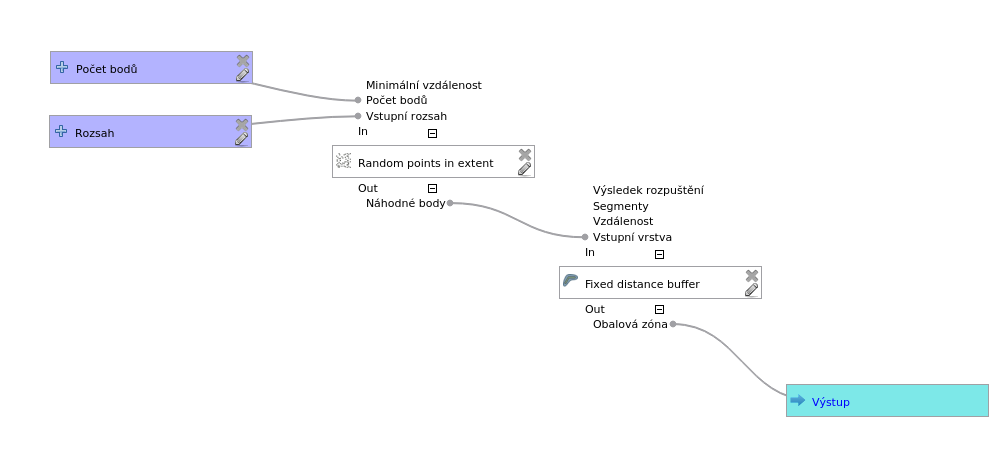 Počet bodů
Rozsah
Minimální vzdálenost
Počet bodů
Vstupní rozsah
In
Random points in extent
Out
Náhodné body
Výsledek rozpuštění
Segmenty
Vzdálenost
Vstupní vrstva
In
Fixed distance buffer
Out
Obalová zóna
Výstup